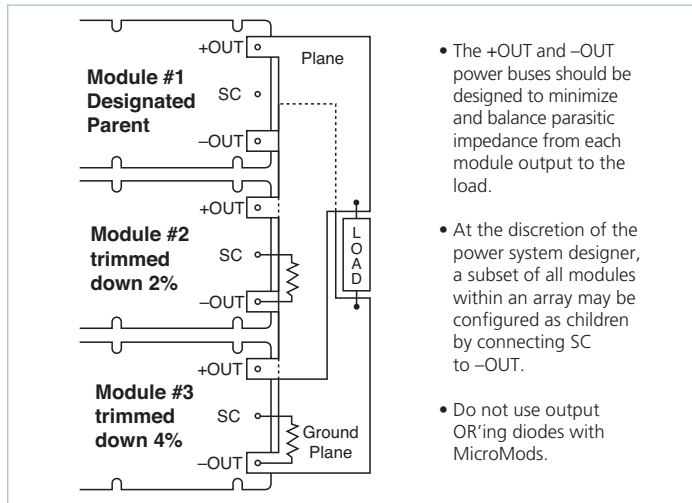 +OUT
Plane
Module #1
Designated
Parent
SC
–OUT
+OUT
Module #2
trimmed
down 2%
SC
–OUT
LOAD
+OUT
Module #3
trimmed
down 4%
SC
Ground
Plane
–OUT
• The +OUT and –OUT
power buses should be
designed to minimize
and balance parasitic
impedance from each
module output to the
load.
• At the discretion of the
power system designer,
a subset of all modules
within an array may be
configured as children
by connecting SC
to –OUT.
• Do not use output
OR'ing diodes with
MicroMods.